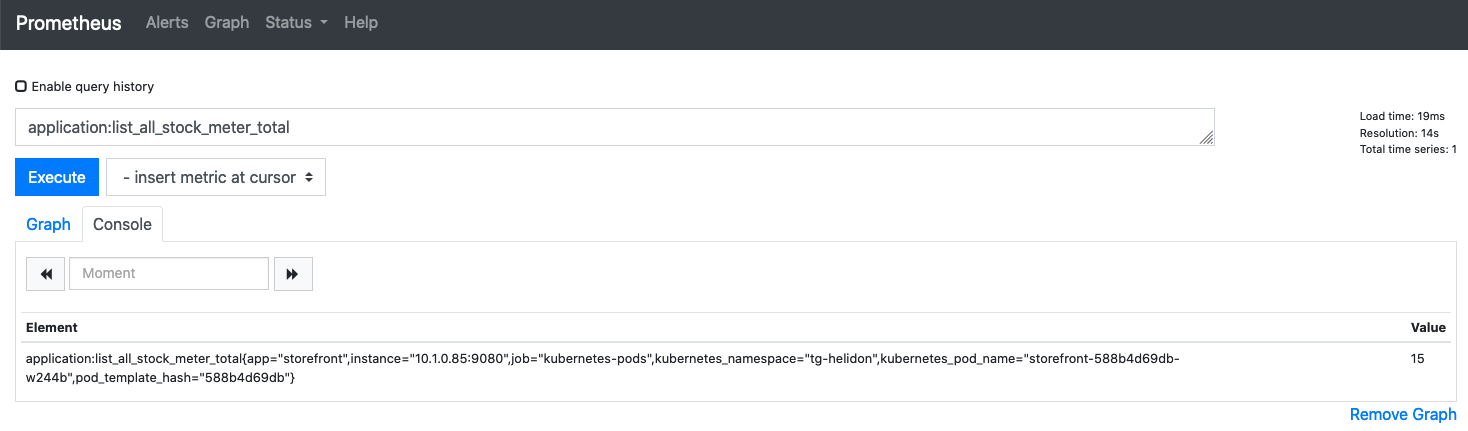 Prometheus Alerts Graph Status Help
Enable query history
application:list_all_stock_meter_total
Load time: 19ms
Resolution: 14s
Total time series: 1
Execute - insert metric at cursor
Graph Console
Moment
Element Value
application:list_all_stock_meter_total{app="storefront",instance="10.1.0.85:9080",job="kubernetes-pods",kubernetes_namespace="tg-helidon",kubernetes_pod_name="storefront-588b4d69db- 15
w244b",pod_template_hash="588b4d69db"}
Remove Graph